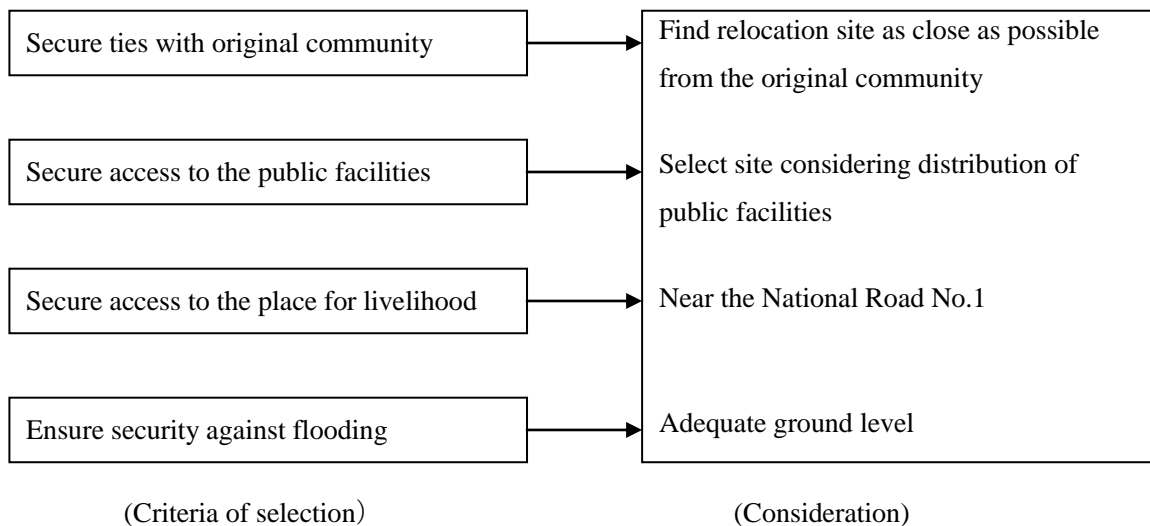 Secure ties with original community
Find relocation site as close as possible
from the original community
Secure access to the public facilities
Select site considering distribution of
public facilities
Secure access to the place for livelihood
Near the National Road No.1
Ensure security against flooding
Adequate ground level
(Criteria of selection）
(Consideration)